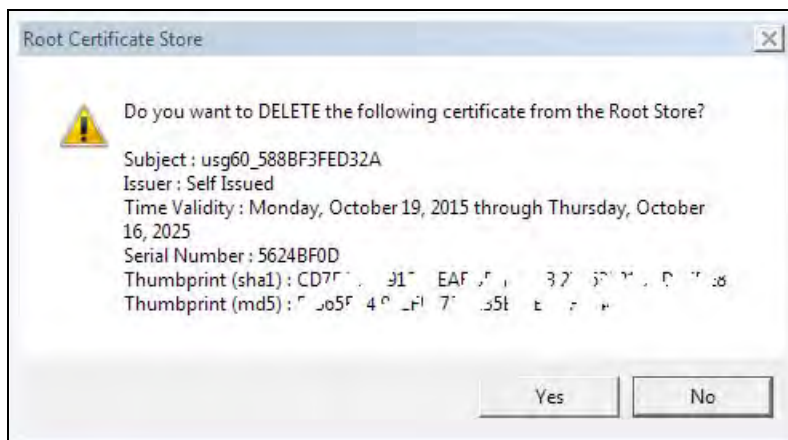 Root Certificate Store
Do you want to DELETE the following certificate from the Root Store?
Subject : usg60_588BF3FED32A
Issuer : Self Issued
Time Validity : Monday, October 19, 2015 through Thursday, October
16, 2025
Serial Number : 5624BF0D
Thumbprint (sha1) :
Thumbprint (md5) :
Yes
No